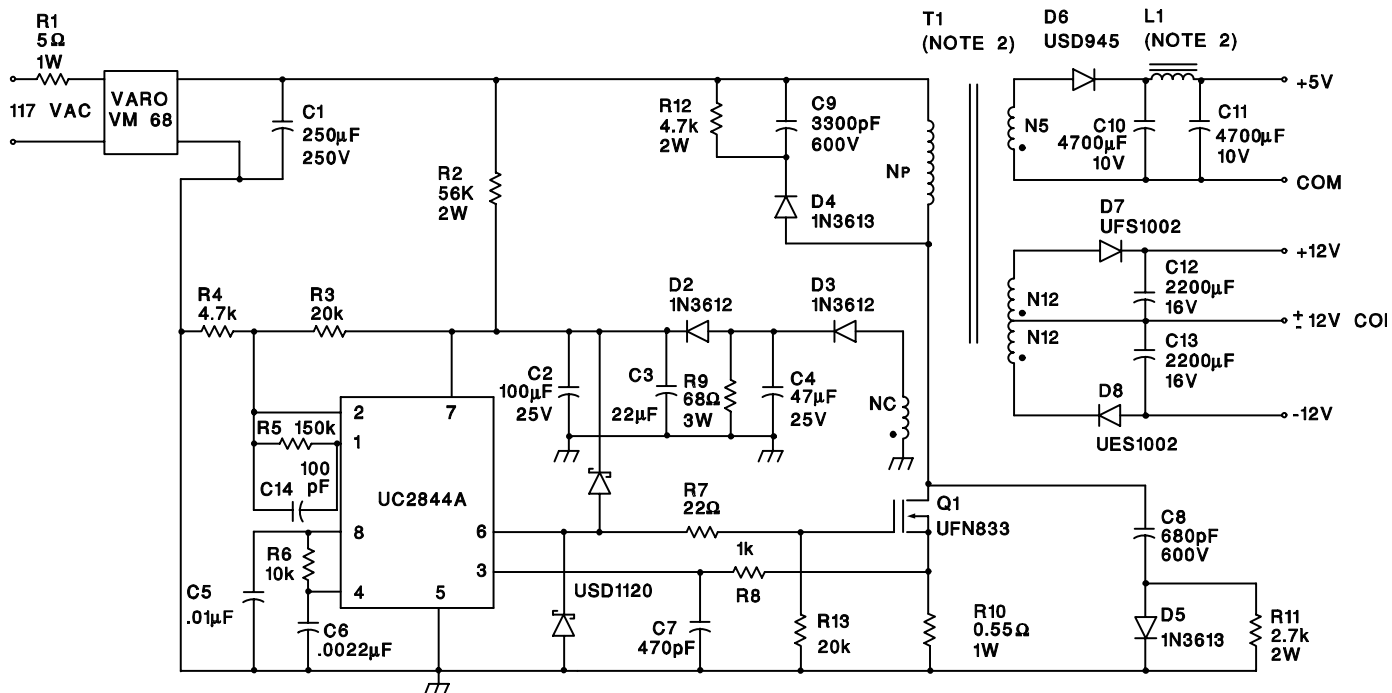 R1
5Ω
1W
117 VAC
VARO
VM 68
C1
250µF
250V
R2
56K
2W
R12
4.7k
2W
C9
3300pF
600V
D4
1N3613
T1
(NOTE 2)
NP
D6
USD945
L1
(NOTE 2)
+5V
N5
C10
4700µF
10V
C11
4700µF
10V
COM
D7
UFS1002
+12V
N12
N12
C12
2200µF
16V
± 12V CO
C13
2200µF
16V
D8
UES1002
-12V
R4
4.7k
R3
20k
D2
1N3612
D3
1N3612
C2
100µF
25V
C3
22µF
R9
68Ω
3W
C4
47µF
25V
NC
2
7
R5 150k
1
100
pF
C14
UC2844A
8
6
R6
10k
4
5
3
C5
.01µF
C6
.0022µF
USD1120
R7
22Ω
1k
R8
C7
470pF
R13
20k
Q1
UFN833
R10
0.55Ω
1W
C8
680pF
600V
D5
1N3613
R11
2.7k
2W